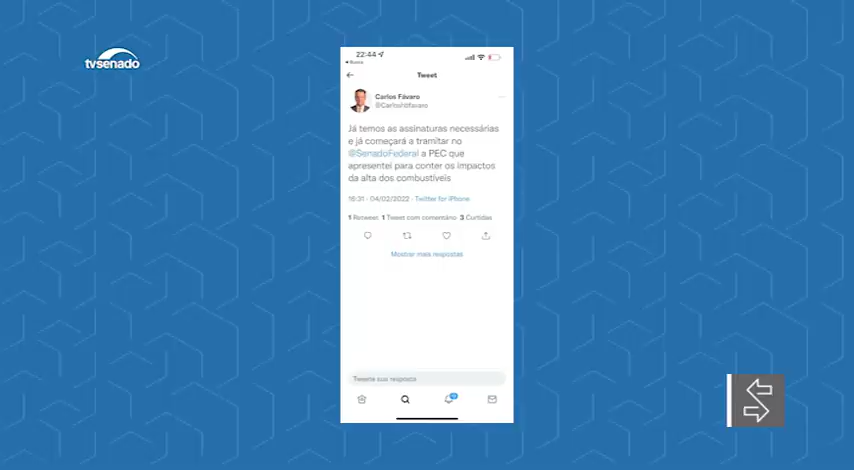 tvsenado
22:44
Busca
Tweet
Carlos Fávaro
@CarlosHbfavaro
Já temos as assinaturas necessárias
e já começará a tramitar no
@SenadoFederal a PEC que
apresentei para conter os impactos
da alta dos combustíveis
16:31 · 04/02/2022 · Twitter for iPhone
1 Retweet 1 Tweet com comentário 3 Curtidas
Mostrar mais respostas
Tweete sua resposta